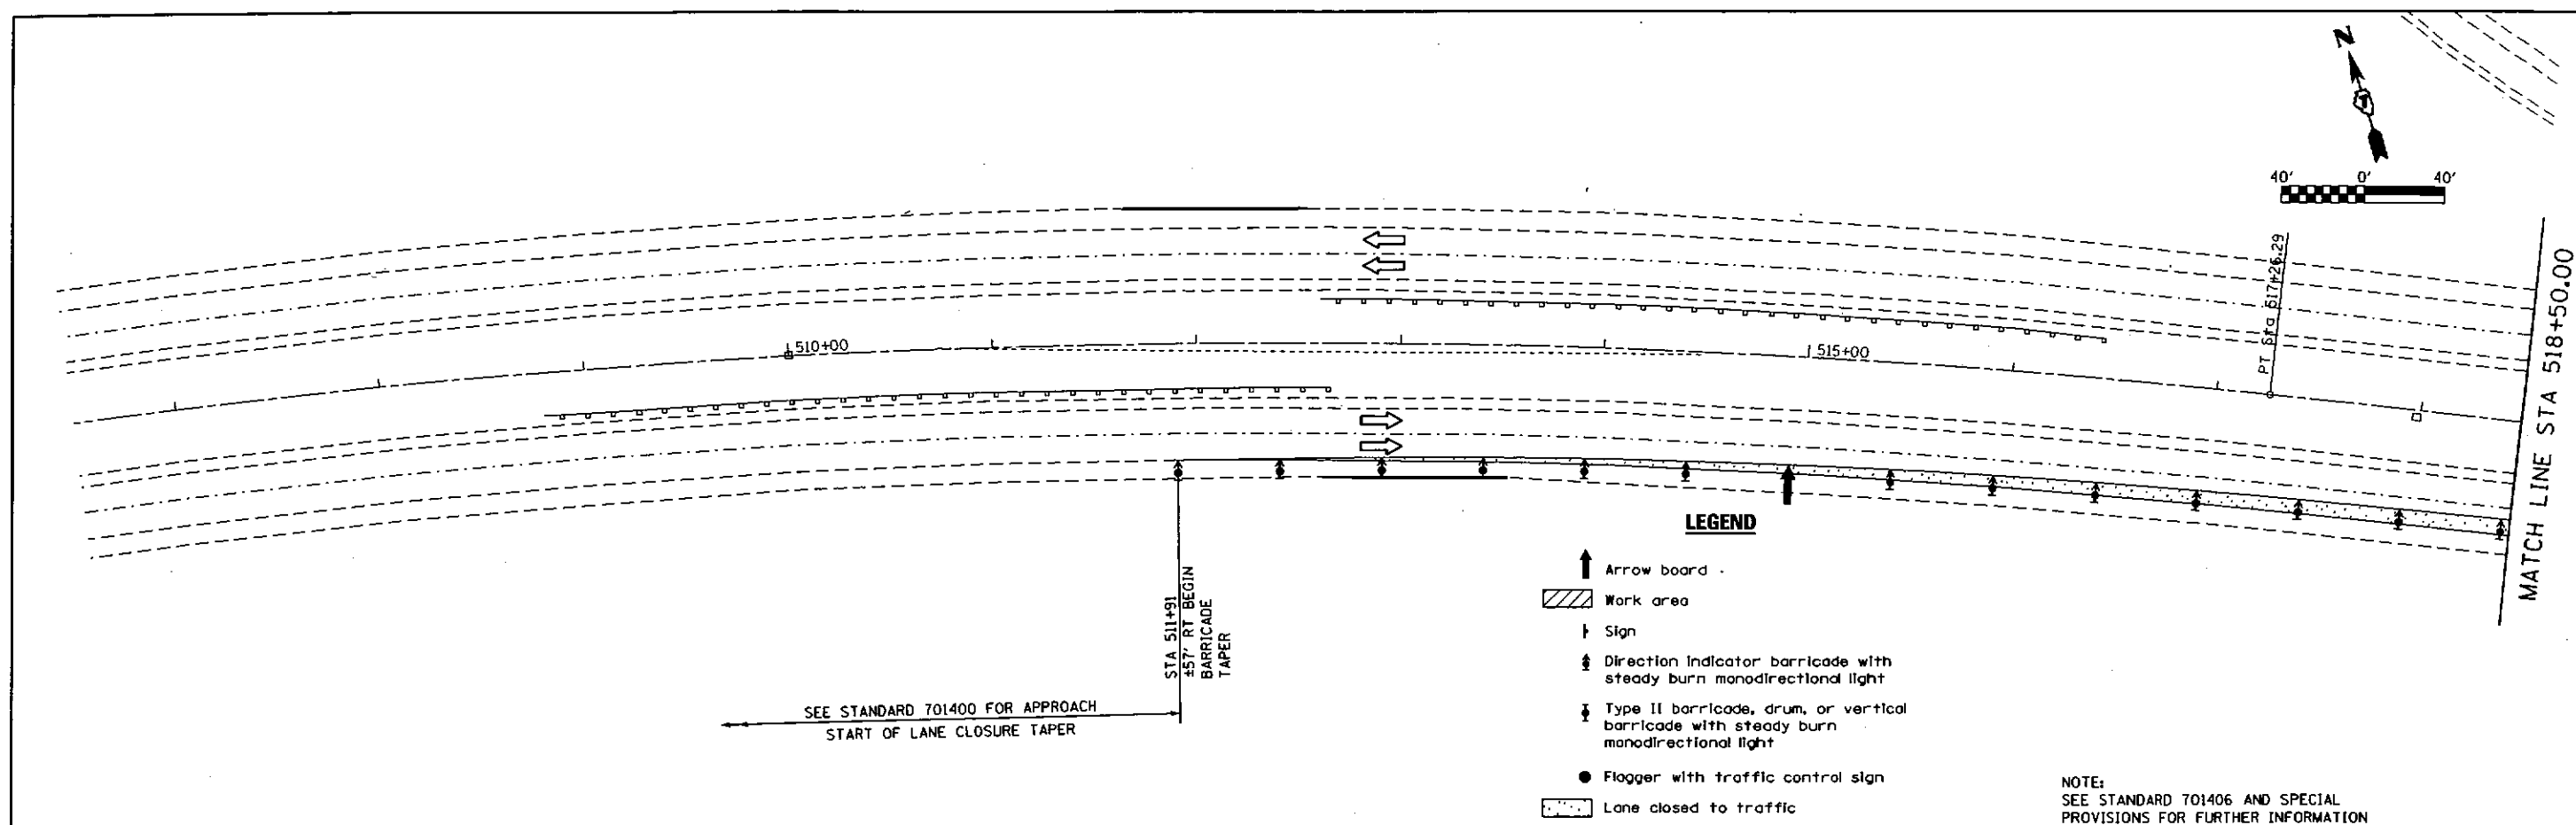 N
40' 0' 40'
510+00
515+00
PT Sta 517+26.29
MATCH LINE STA 518+50.00
STA 511+91
±57' RT BEGIN
BARRICADE
TAPER
SEE STANDARD 701400 FOR APPROACH
START OF LANE CLOSURE TAPER
LEGEND
Arrow board
Work area
Sign
Direction indicator barricade with
steady burn monodirectional light
Type II barricade, drum, or vertical
barricade with steady burn
monodirectional light
Flagger with traffic control sign
Lane closed to traffic
NOTE:
SEE STANDARD 701406 AND SPECIAL
PROVISIONS FOR FURTHER INFORMATION